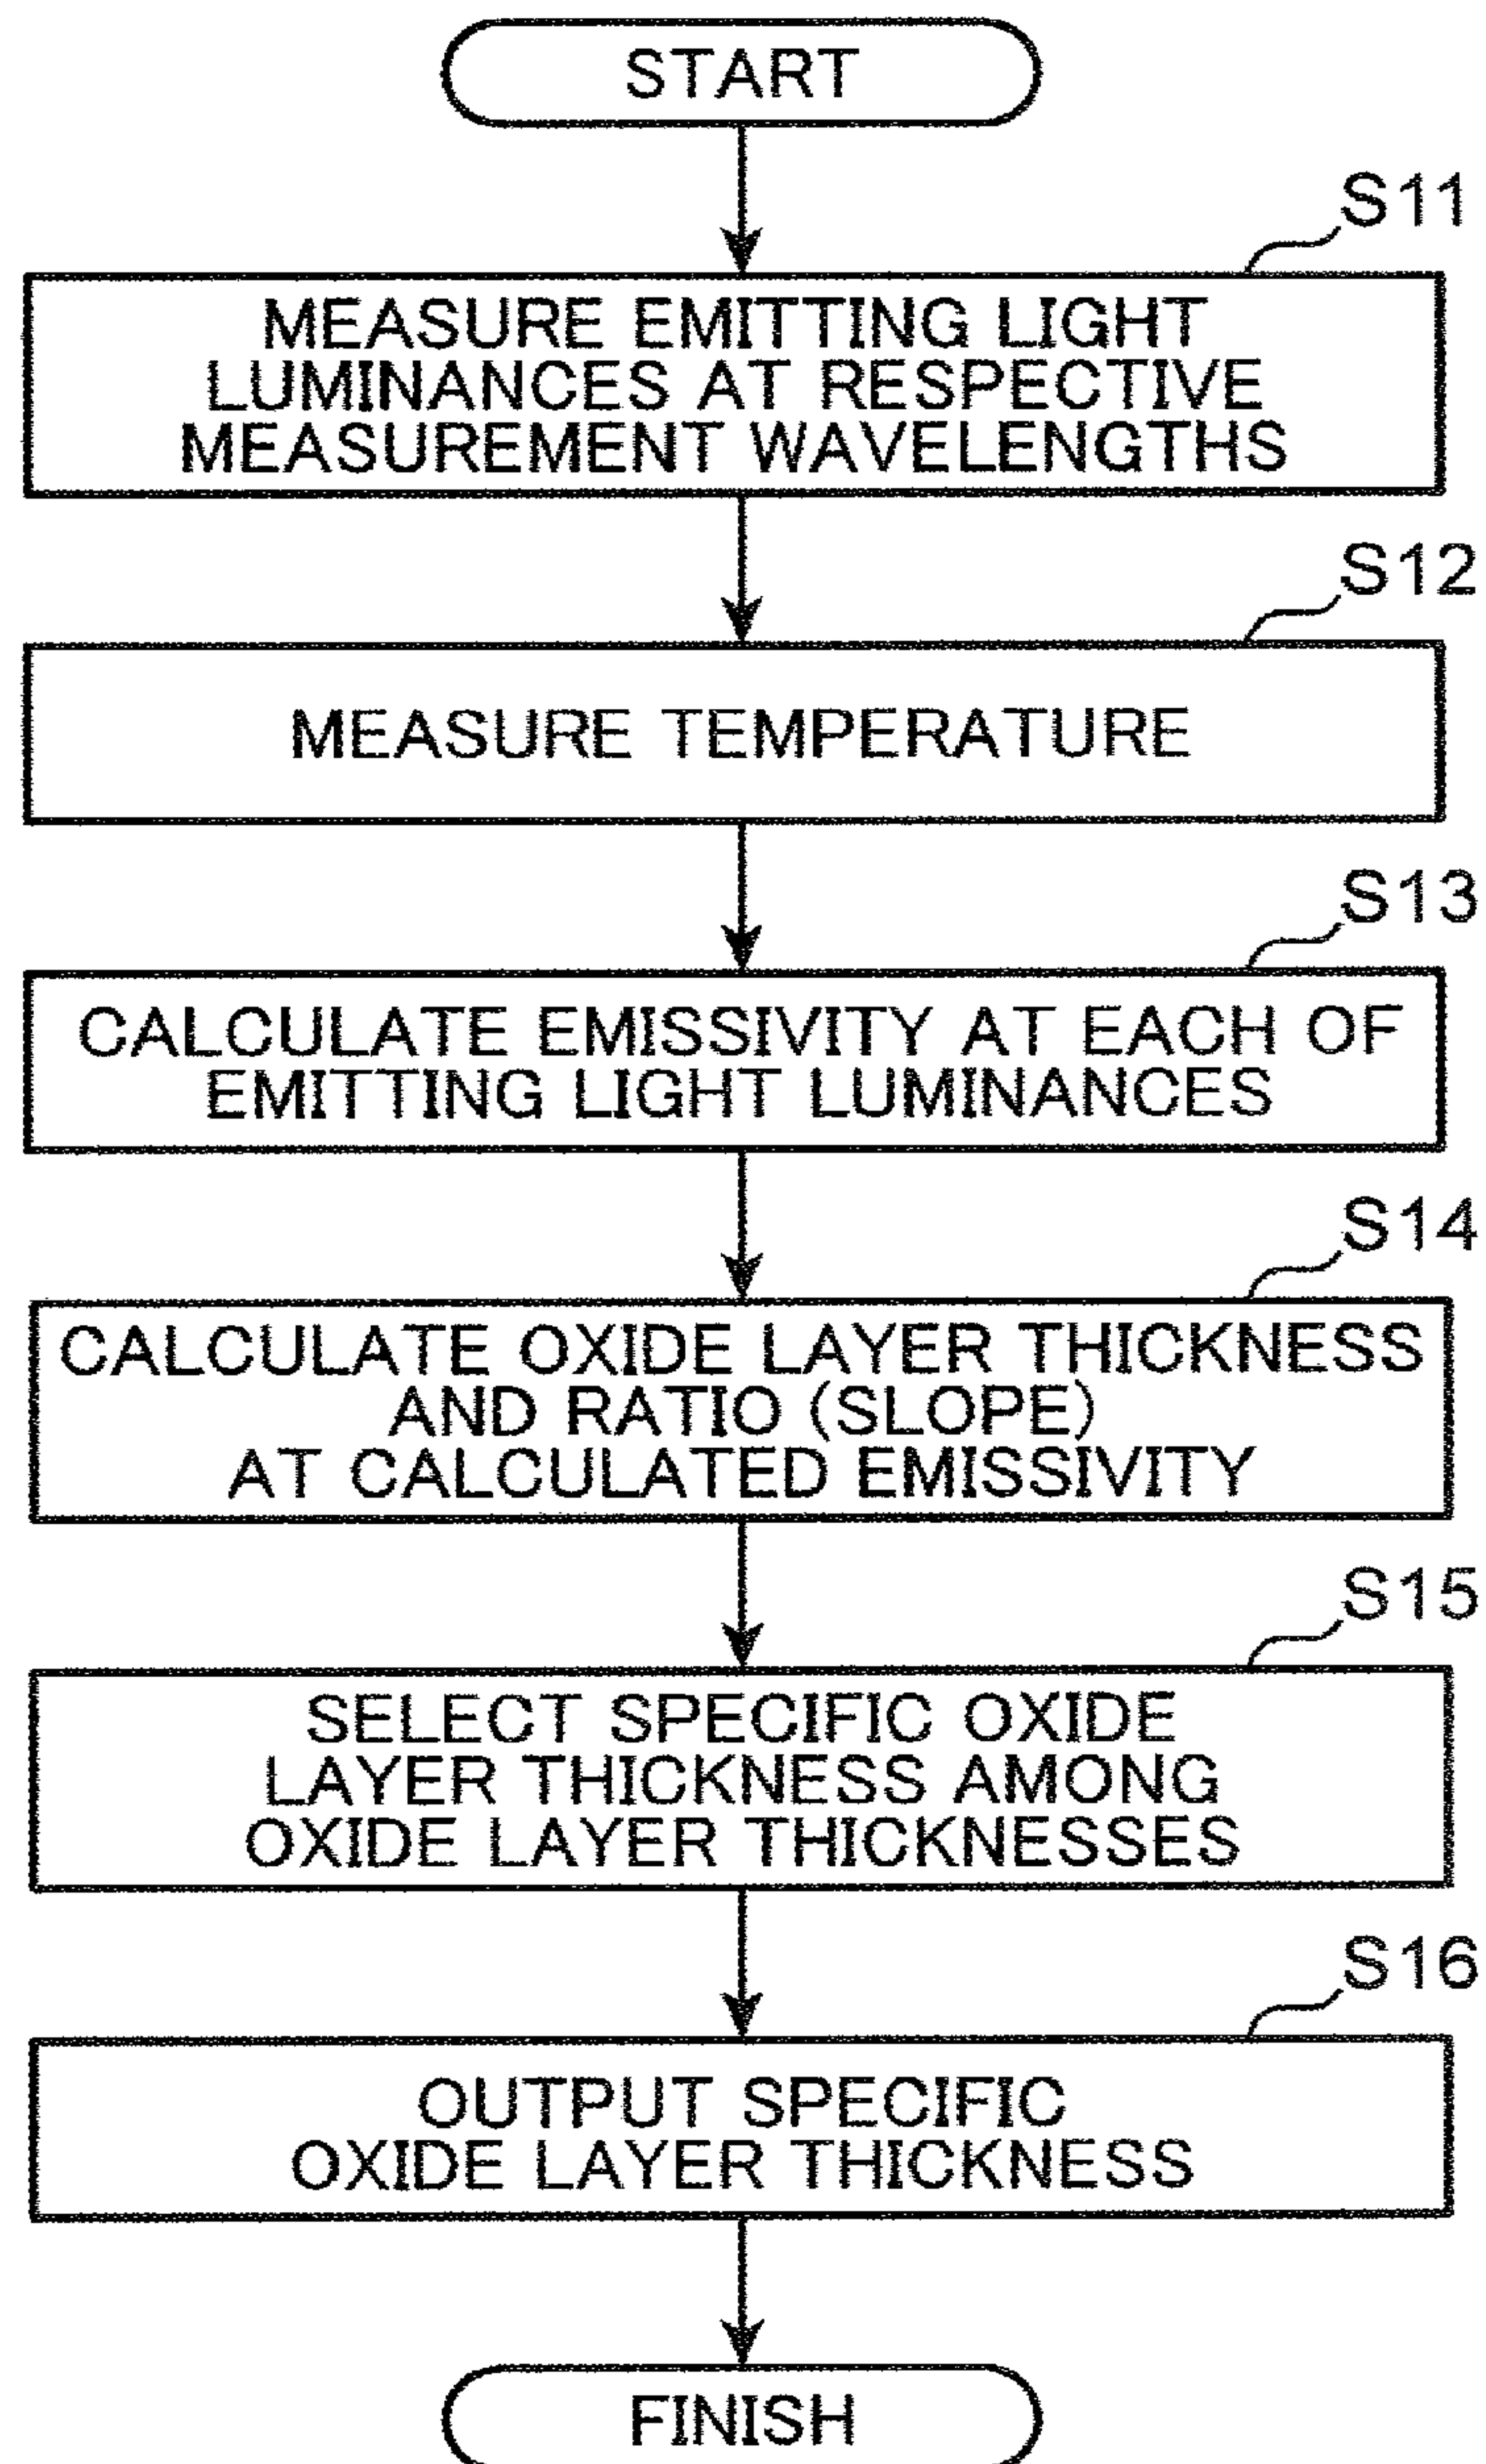 START
S11
MEASURE EMITTING LIGHT
LUMINANCES AT RESPECTIVE
MEASUREMENT WAVELENGTHS
S12
MEASURE TEMPERATURE
S13
CALCULATE EMISSIVITY AT EACH OF
EMITTING LIGHT LUMINANCES
S14
CALCULATE OXIDE LAYER THICKNESS
AND RATIO (SLOPE)
AT CALCULATED EMISSIVITY
S15
SELECT SPECIFIC OXIDE
LAYER THICKNESS AMONG
OXIDE LAYER THICKNESSES
S16
OUTPUT SPECIFIC
OXIDE LAYER THICKNESS
FINISH